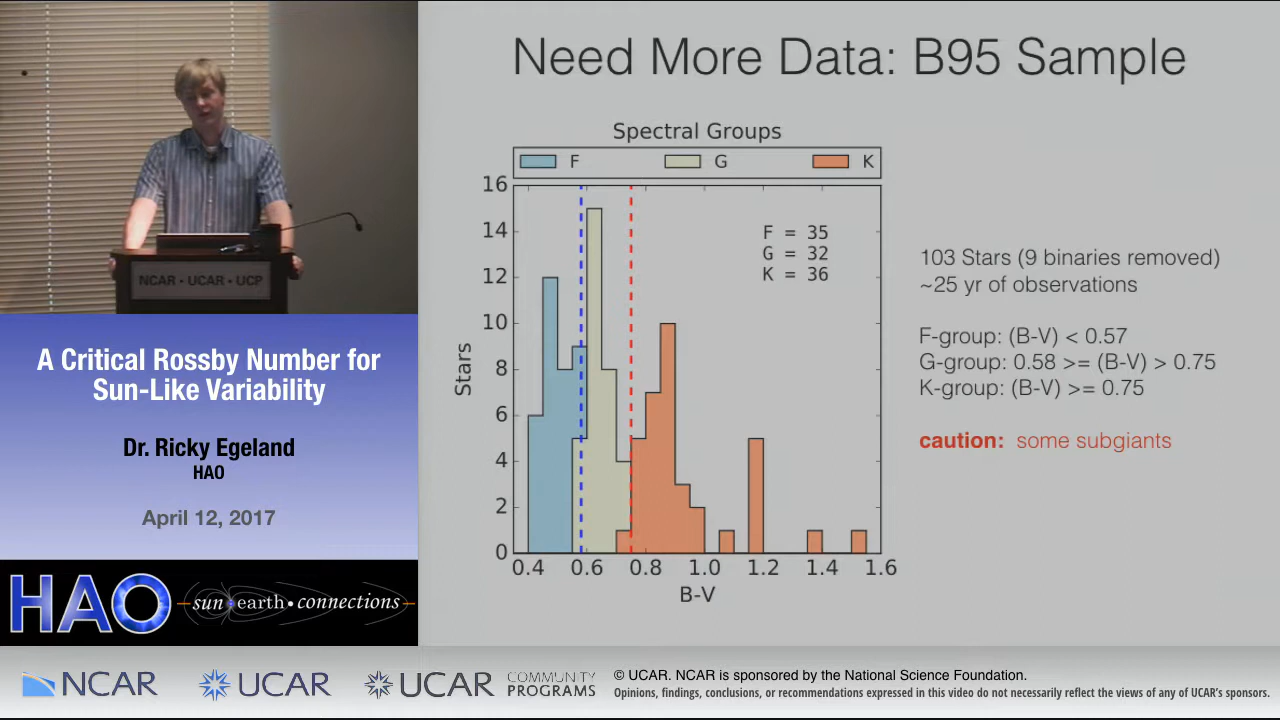 Need More Data: B95 Sample
Spectral Groups
F G K
16
14
12
10
8
6
4
2
0
Stars
F = 35
G = 32
K = 36
0.4 0.6 0.8 1.0 1.2 1.4 1.6
B-V
103 Stars (9 binaries removed)
~25 yr of observations
F-group: (B-V) < 0.57
G-group: 0.58 >= (B-V) > 0.75
K-group: (B-V) >= 0.75
caution: some subgiants
NCAR • UCAR • UCP
A Critical Rossby Number for
Sun-Like Variability
Dr. Ricky Egeland
HAO
April 12, 2017
HAO
sun earth • connections
NCAR
UCAR
UCAR
COMMUNITY
PROGRAMS
© UCAR. NCAR is sponsored by the National Science Foundation.
Opinions, findings, conclusions, or recommendations expressed in this video do not necessarily reflect the views of any of UCAR's sponsors.